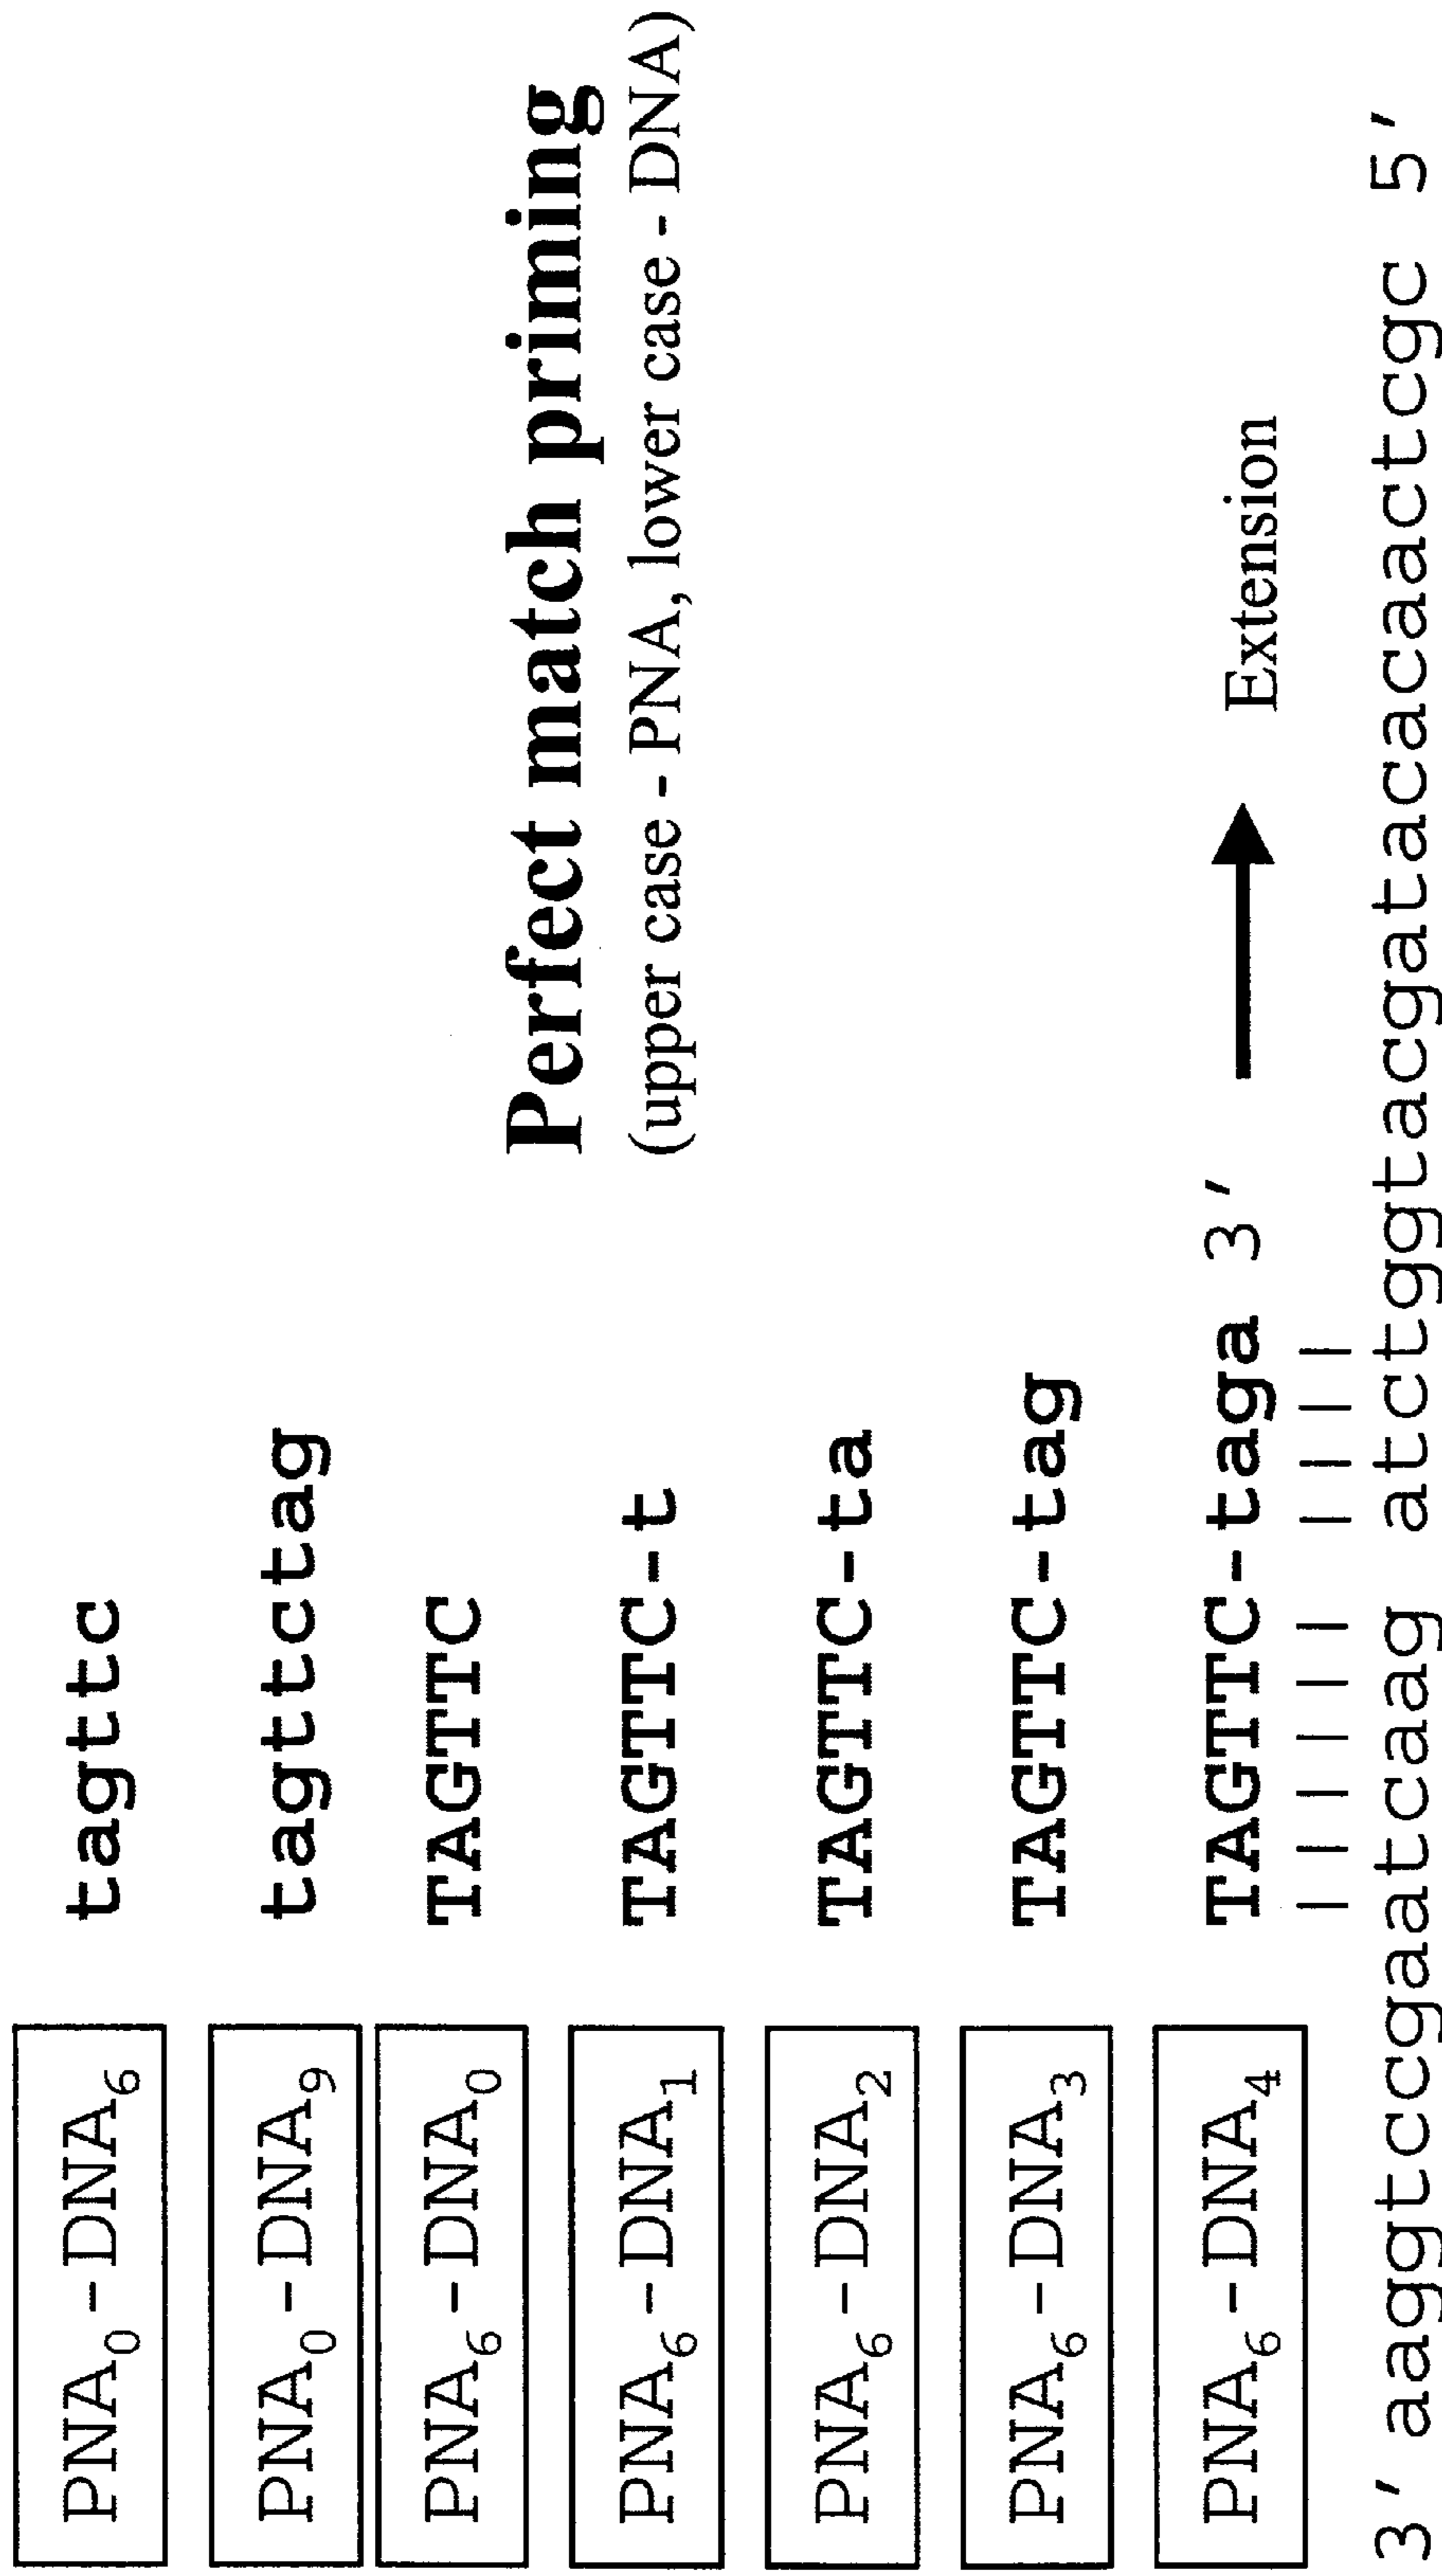 PNA₀-DNA₆ tagttc
PNA₀-DNA₉ tagttctag
PNA₆-DNA₀ TAGTTC
Perfect match priming
PNA₆-DNA₁ TAGTTC-t
(upper case - PNA, lower case - DNA)
PNA₆-DNA₂ TAGTTC-ta
PNA₆-DNA₃ TAGTTC-tag
PNA₆-DNA₄ TAGTTC-taga 3' Extension
3' aaggtccgaatcaag atctggtacgatacacaactcgc 5'